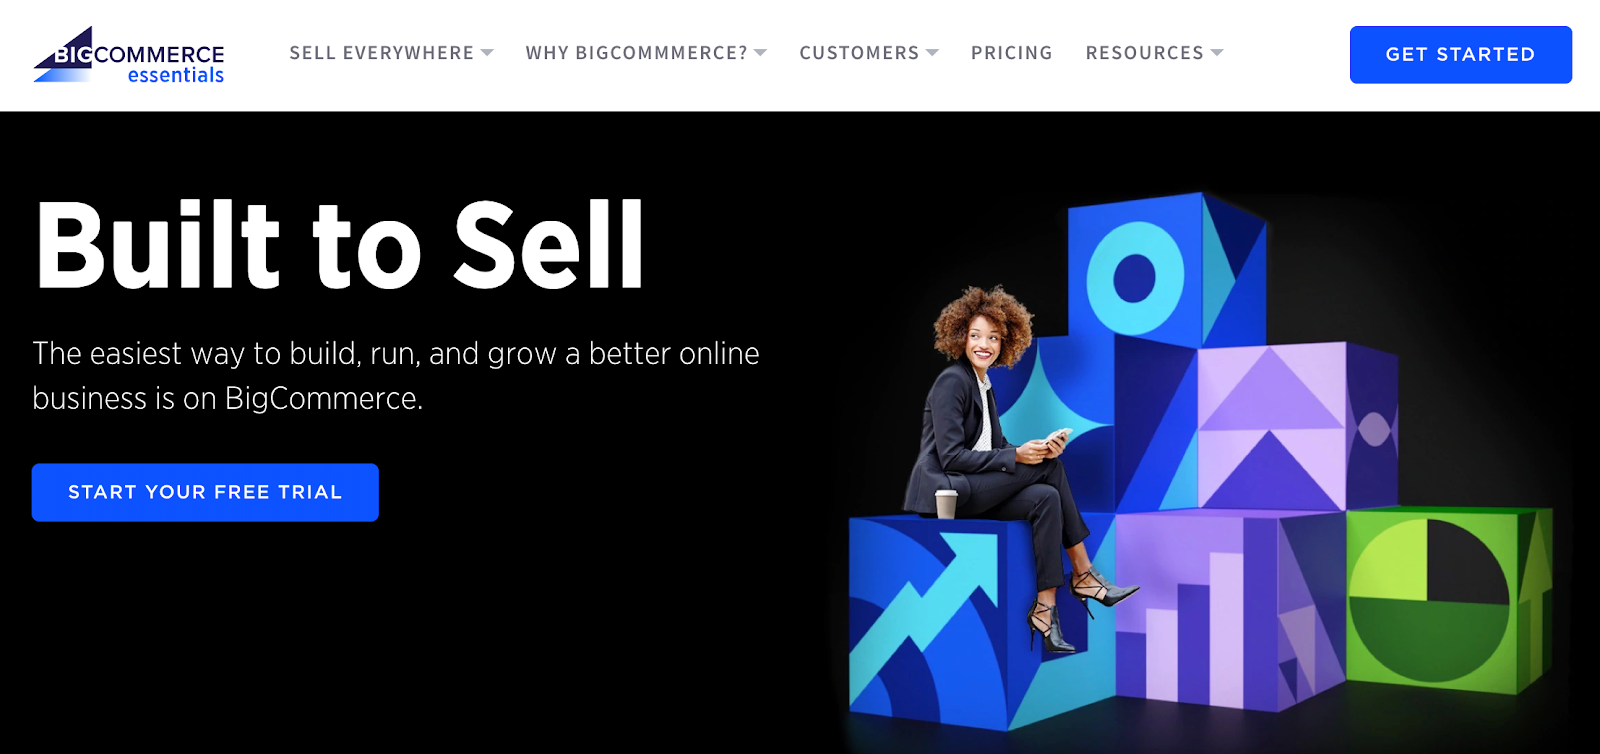 BIGCOMMERCE
essentials
SELL EVERYWHERE
WHY BIGCOMMMERCE?
CUSTOMERS
PRICING
RESOURCES
GET STARTED
Built to Sell
The easiest way to build, run, and grow a better online
business is on BigCommerce.
START YOUR FREE TRIAL